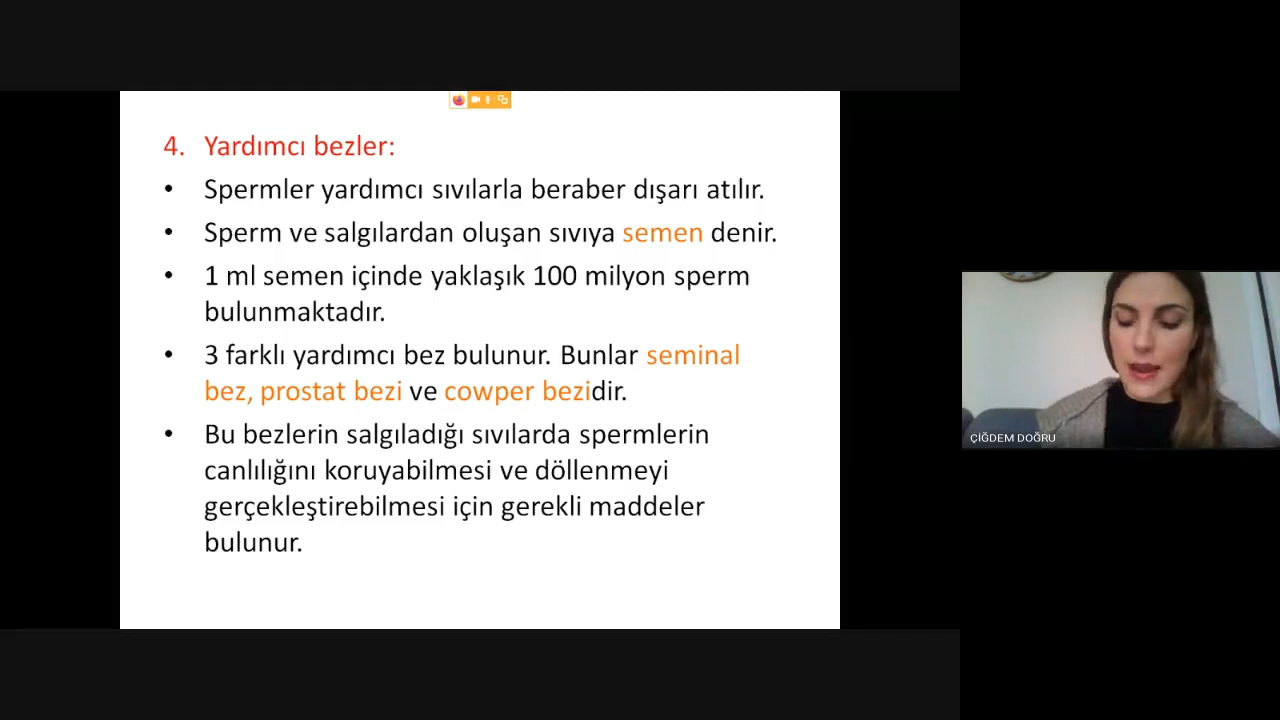 4. Yardımcı bezler:
• Spermler yardımcı sıvılarla beraber dışarı atılır.
• Sperm ve salgılardan oluşan sıvıya semen denir.
• 1 ml semen içinde yaklaşık 100 milyon sperm
bulunmaktadır.
• 3 farklı yardımcı bez bulunur. Bunlar seminal
bez, prostat bezi ve cowper bezidir.
• Bu bezlerin salgıladığı sıvılarda spermlerin
canlılığını koruyabilmesi ve döllenmeyi
gerçekleştirebilmesi için gerekli maddeler
bulunur.
ÇİĞDEM DOĞRU